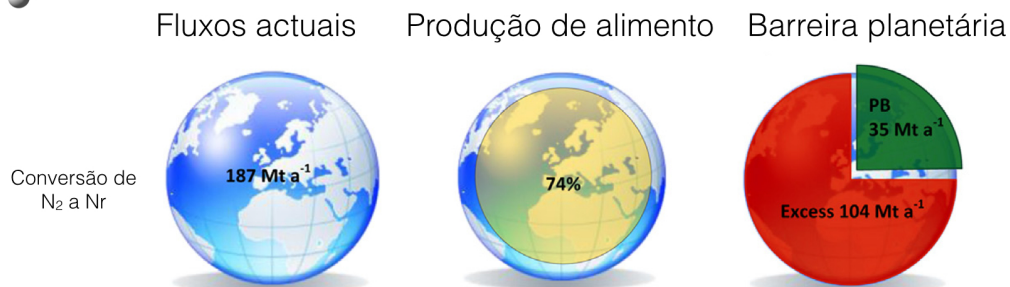 Fluxos actuais
Produção de alimento
Barreira planetária
Conversão de
N₂ a Nr
187 Mt a⁻¹
74%
PB
35 Mt a⁻¹
Excess 104 Mt a⁻¹